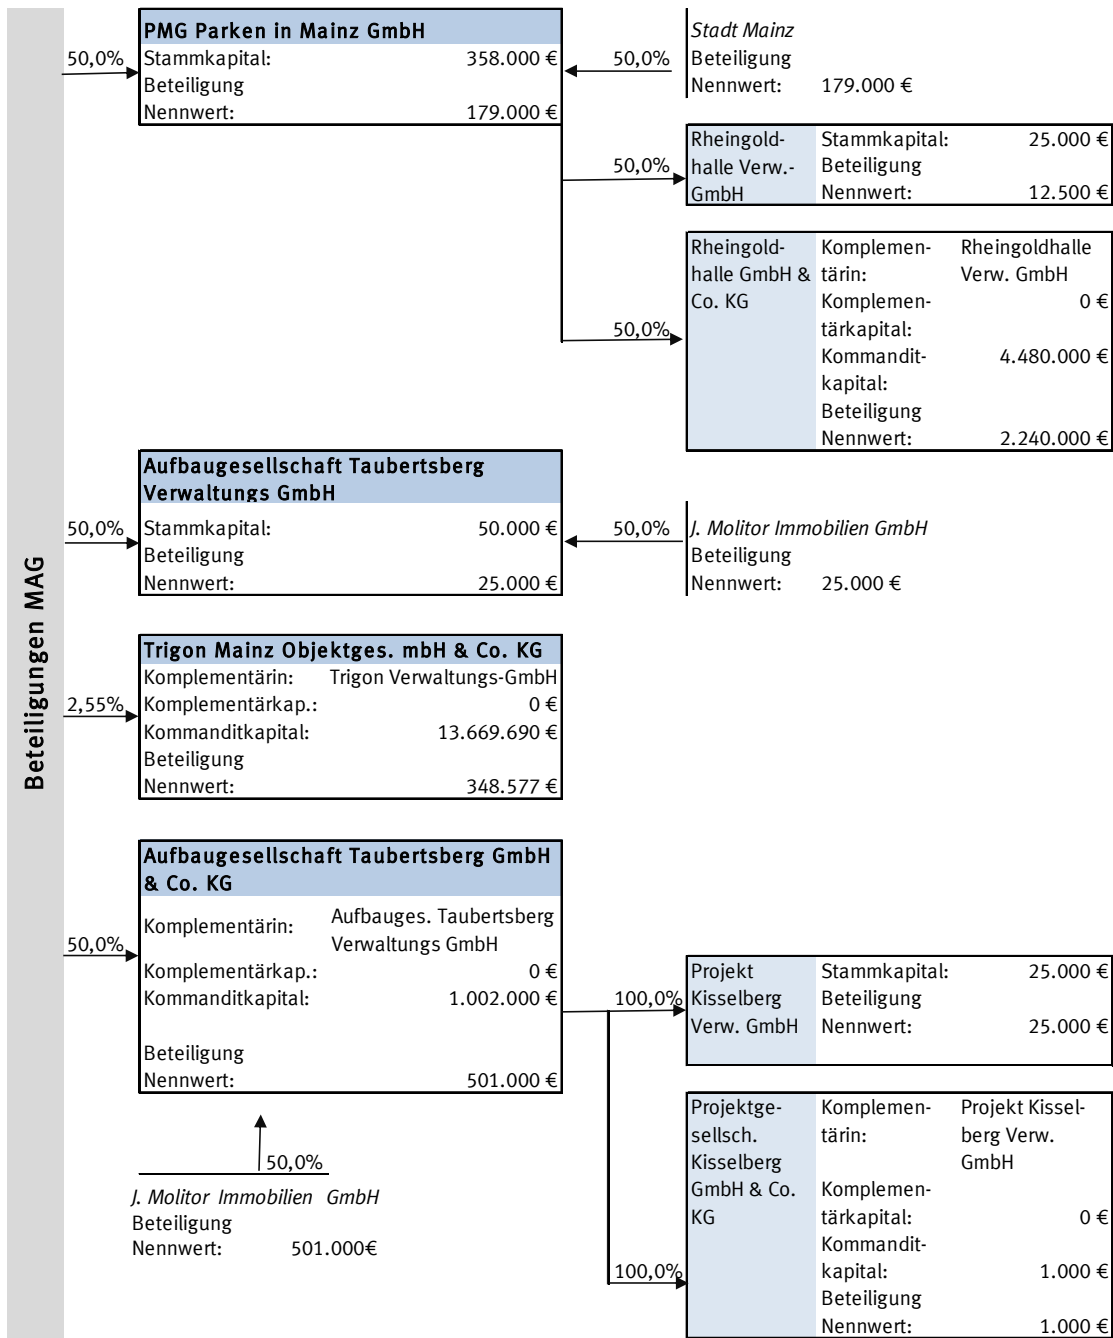 Beteiligungen MAG
50,0%
PMG Parken in Mainz GmbH
Stammkapital: 358.000 €
Beteiligung
Nennwert: 179.000 €
50,0%
Stadt Mainz
Beteiligung
Nennwert: 179.000 €
50,0%
Rheingold-
halle Verw.-
GmbH
Stammkapital: 25.000 €
Beteiligung
Nennwert: 12.500 €
50,0%
Rheingold-
halle GmbH &
Co. KG
Komplemen- Rheingoldhalle
tärin: Verw. GmbH
Komplemen- 0 €
tärkapital:
Kommandit- 4.480.000 €
kapital:
Beteiligung
Nennwert: 2.240.000 €
50,0%
Aufbaugesellschaft Taubertsberg
Verwaltungs GmbH
Stammkapital: 50.000 €
Beteiligung
Nennwert: 25.000 €
50,0%
J. Molitor Immobilien GmbH
Beteiligung
Nennwert: 25.000 €
2,55%
Trigon Mainz Objektges. mbH & Co. KG
Komplementärin: Trigon Verwaltungs-GmbH
Komplementärkap.: 0 €
Kommanditkapital: 13.669.690 €
Beteiligung
Nennwert: 348.577 €
50,0%
Aufbaugesellschaft Taubertsberg GmbH
& Co. KG
Komplementärin: Aufbauges. Taubertsberg
Verwaltungs GmbH
Komplementärkap.: 0 €
Kommanditkapital: 1.002.000 €
Beteiligung
Nennwert: 501.000 €
50,0%
J. Molitor Immobilien GmbH
Beteiligung
Nennwert: 501.000€
100,0%
Projekt
Kisselberg
Verw. GmbH
Stammkapital: 25.000 €
Beteiligung
Nennwert: 25.000 €
100,0%
Projektge-
sellsch.
Kisselberg
GmbH & Co.
KG
Komplemen- Projekt Kissel-
tärin: berg Verw.
GmbH
Komplemen-
tärkapital: 0 €
Kommandit-
kapital: 1.000 €
Beteiligung
Nennwert: 1.000 €